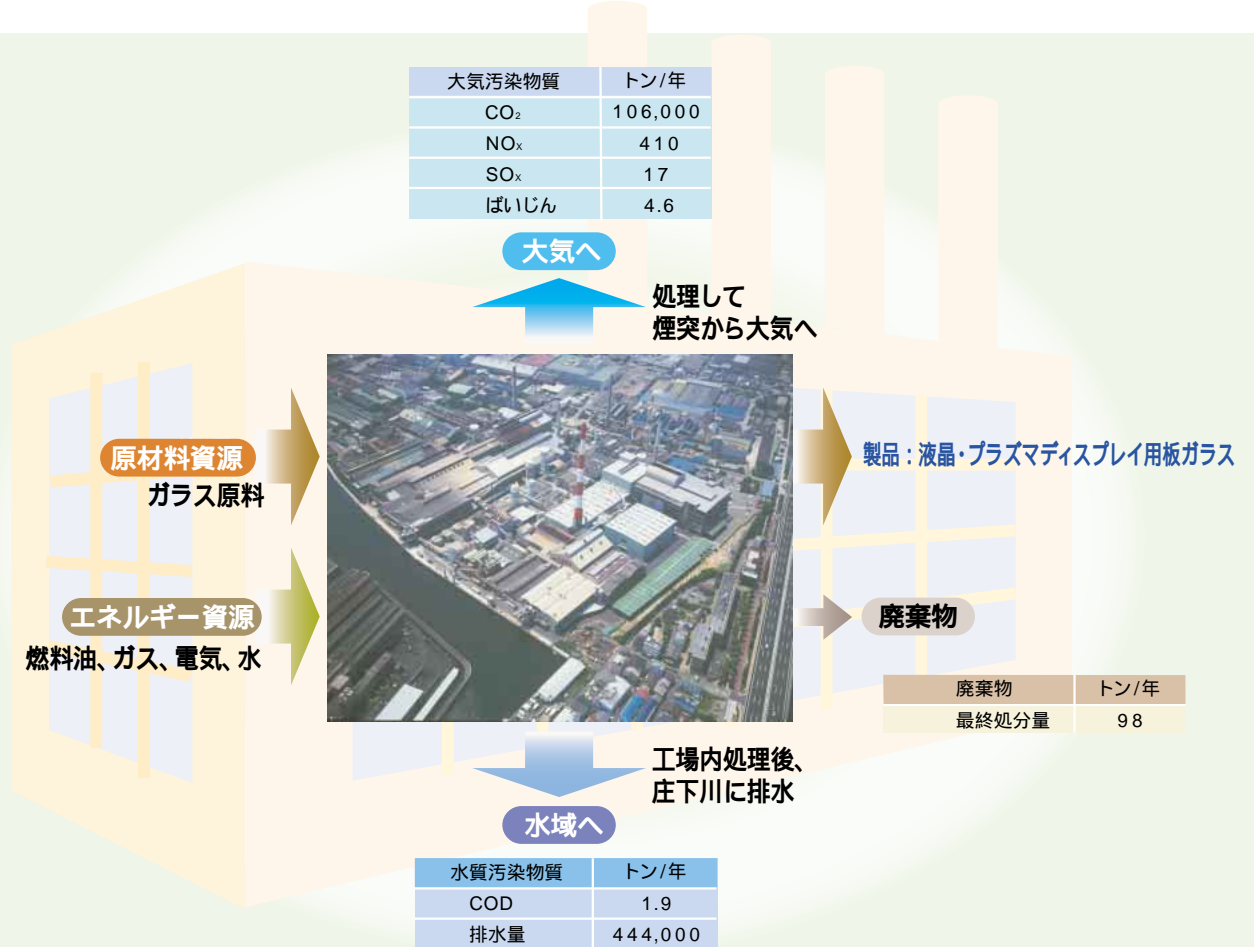 大気汚染物質 トン/年
CO₂ 106,000
NOx 410
SOx 17
ばいじん 4.6
大気へ
処理して
煙突から大気へ
原材料資源
ガラス原料
エネルギー資源
燃料油、ガス、電気、水
製品：液晶・プラズマディスプレイ用板ガラス
廃棄物
廃棄物 トン/年
最終処分量 98
工場内処理後、
庄下川に排水
水域へ
水質汚染物質 トン/年
COD 1.9
排水量 444,000